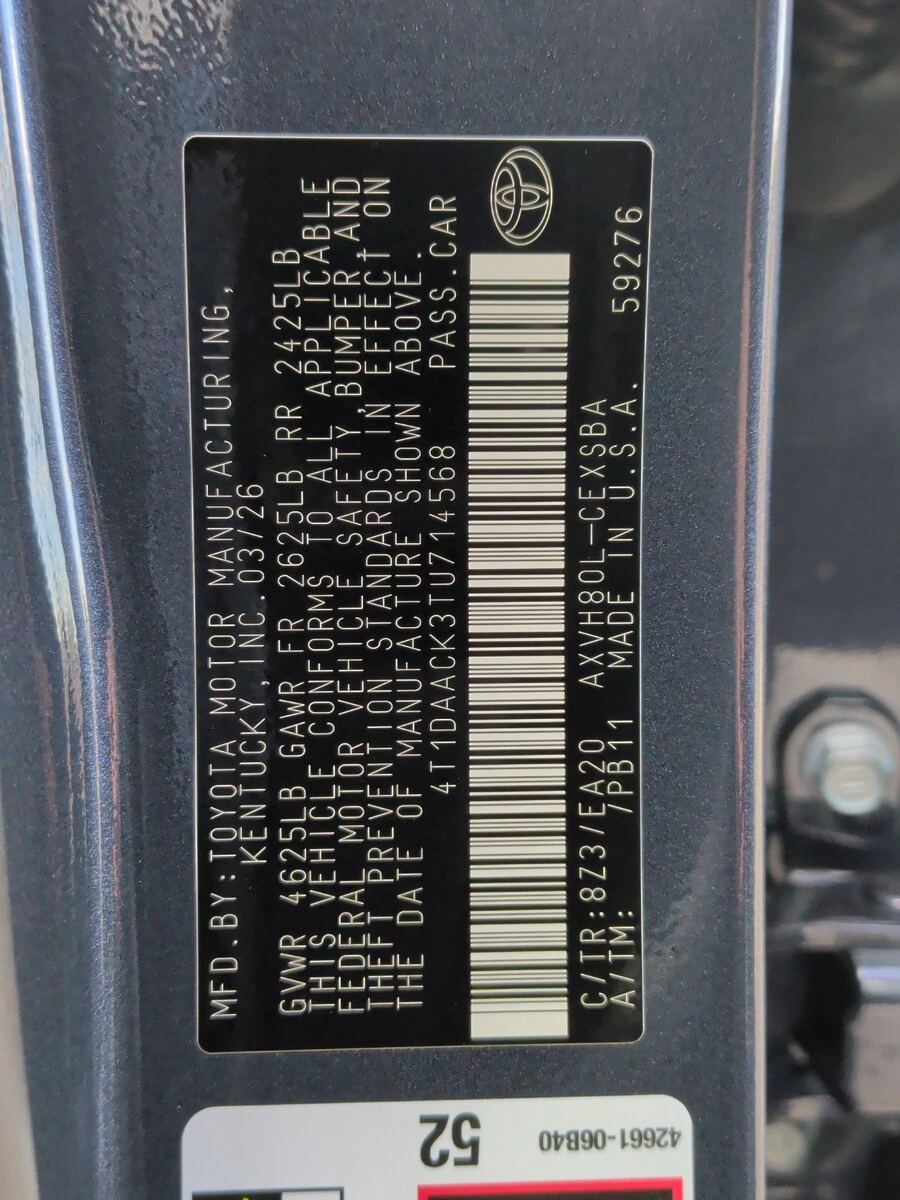 MFD.BY:TOYOTA MOTOR MANUFACTURING,
KENTUCKY,INC.03/26
GVWR 4625LB GAWR FR 2625LB RR 2425LB
THIS VEHICLE CONFORMS TO ALL APPLICABLE
FEDERAL MOTOR VEHICLE SAFETY,BUMPER,AND
THEFT PREVENTION STANDARDS IN EFFECT ON
THE DATE OF MANUFACTURE SHOWN ABOVE.
4T1DAACK3TU714568 PASS.CAR
C/TR:8Z3/EA20 AXVH80L-CEXSBA
A/TM: /PB11 MADE IN U.S.A. 59276
52 42661-06B40